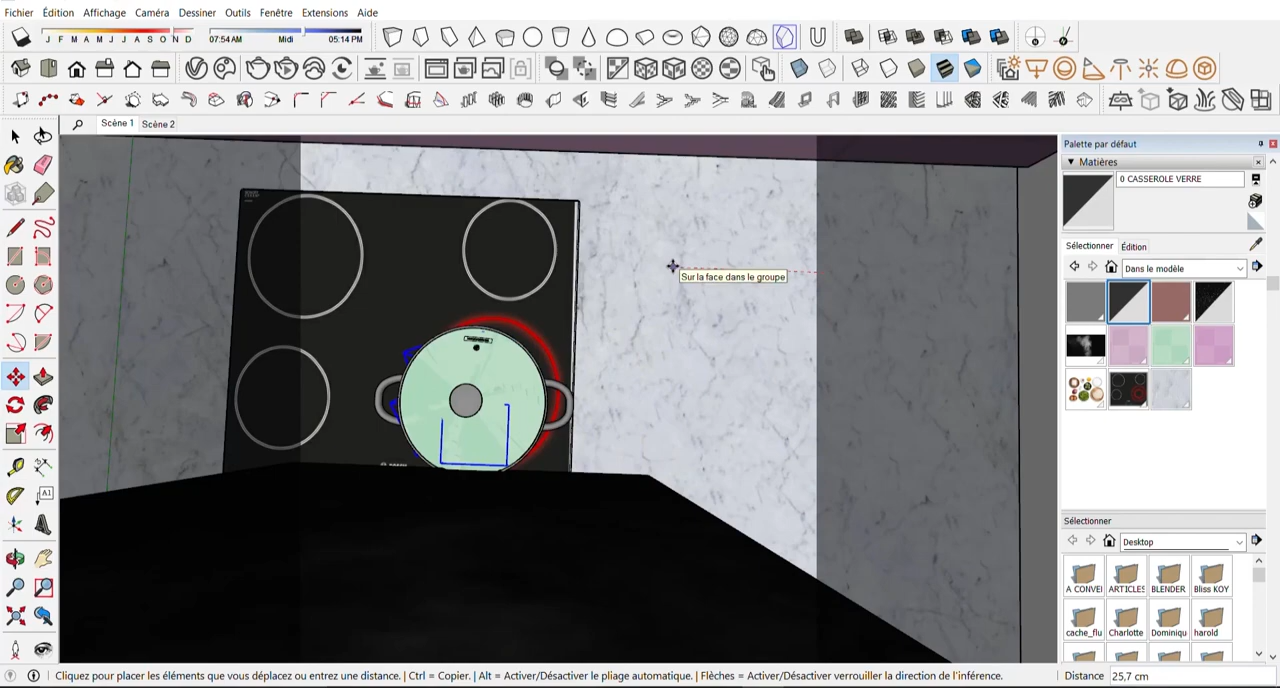 Fichier Édition Affichage Caméra Dessiner Outils Fenêtre Extensions Aide
J F M A M J J A S O N D 07:54 AM Midi 05:14 PM
Scène 1 Scène 2
Palette par défaut
Matières
0 CASSEROLE VERRE
Sélectionner Édition
Dans le modèle
Sur la face dans le groupe
A1
Sélectionner
Desktop
A CONVEI ARTICLES BLENDER Bliss KOY
cache_flu Charlotte Dominiqu harold
Cliquez pour placer les éléments que vous déplacez ou entrez une distance. | Ctrl = Copier. | Alt = Activer/Désactiver le pliage automatique. | Flèches = Activer/Désactiver verrouiller la direction de l'inférence.
Distance 25,7 cm